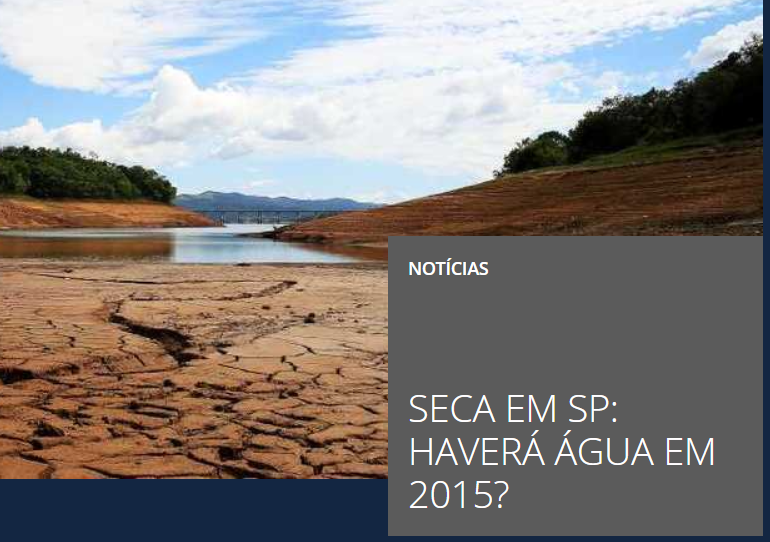 NOTÍCIAS
SECA EM SP:
HAVERÁ ÁGUA EM
2015?